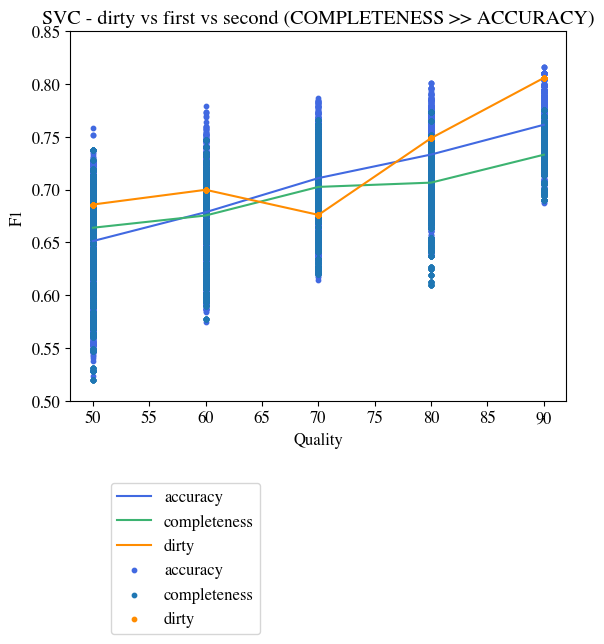 SVC - dirty vs first vs second (COMPLETENESS >> ACCURACY)
0.85
0.80
0.75
0.70
0.65
0.60
0.55
0.50
F1
50 55 60 65 70 75 80 85 90
Quality
accuracy
completeness
dirty
accuracy
completeness
dirty